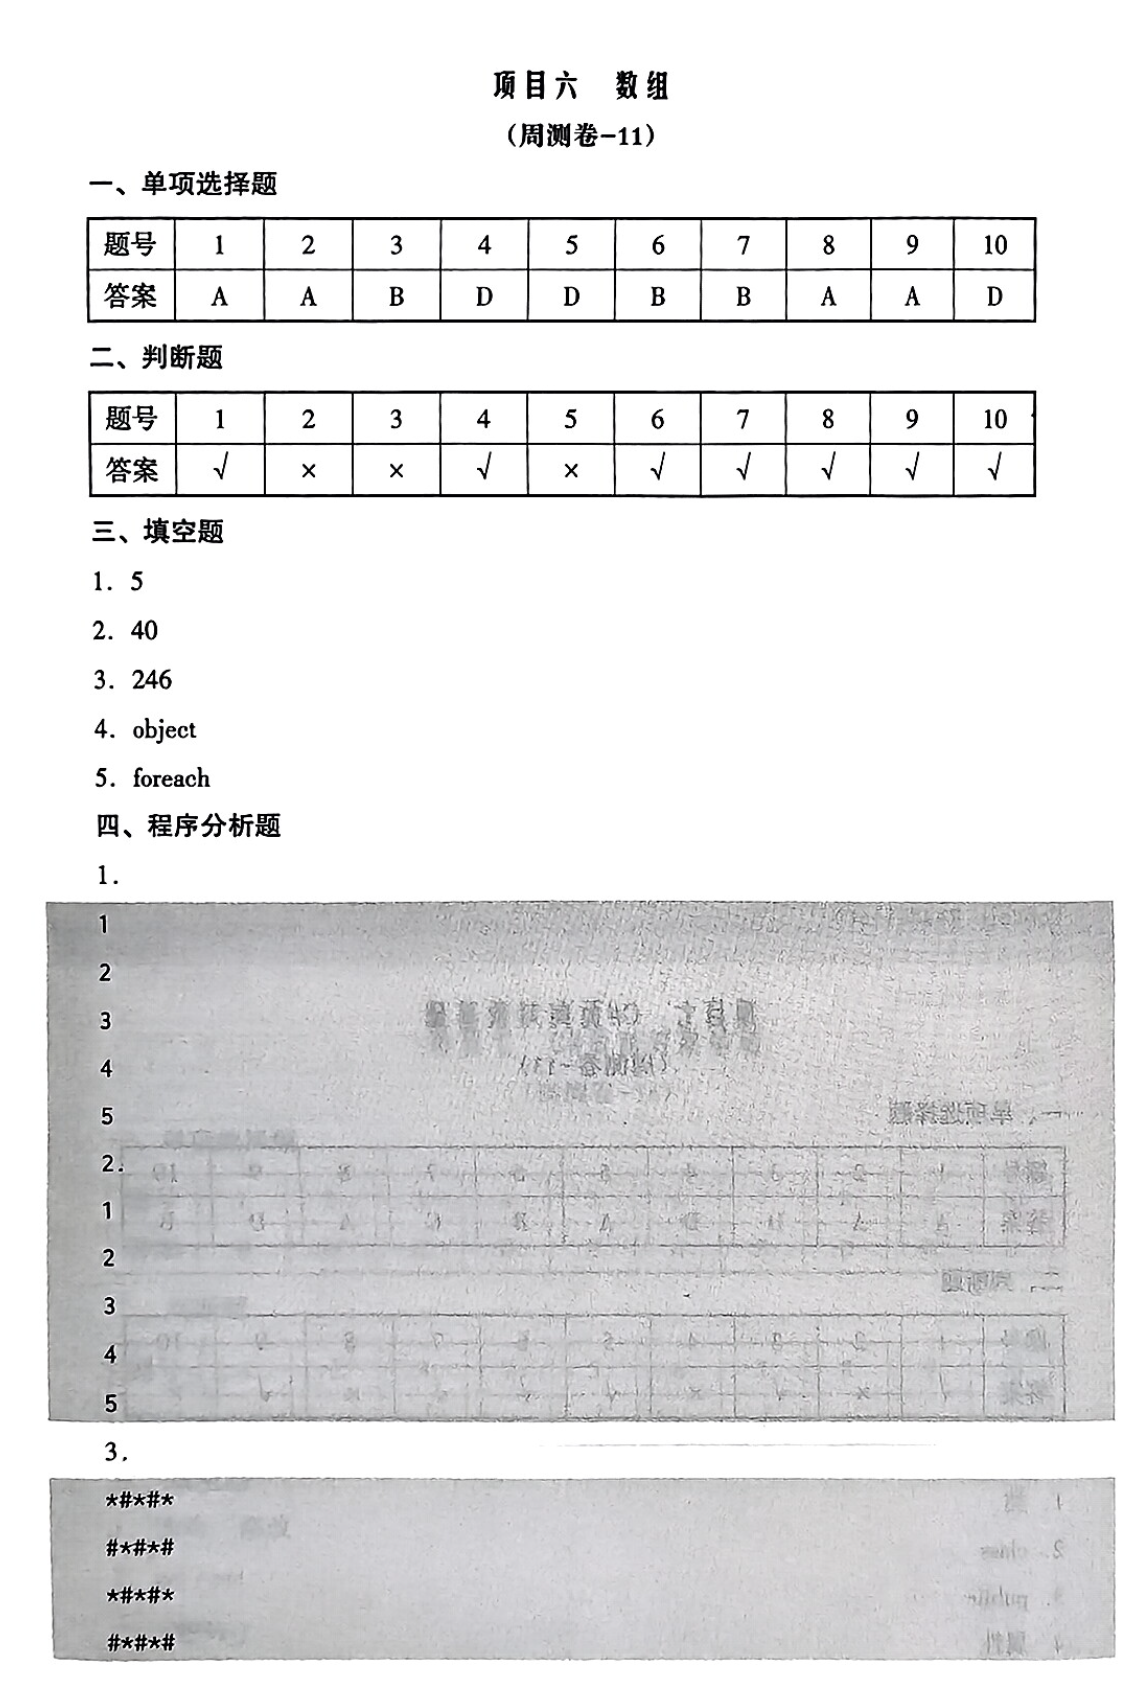 项目六 数组
（周测卷-11）
一、单项选择题
题号 1 2 3 4 5 6 7 8 9 10
答案 A A B D D B B A A D
二、判断题
题号 1 2 3 4 5 6 7 8 9 10
答案 √ × × √ × √ √ √ √ √
三、填空题
1. 5
2. 40
3. 246
4. object
5. foreach
四、程序分析题
1.
1
2
3
4
5
2.
1
2
3
4
5
3.
*#*#*
#*#*#
*#*#*
#*#*#